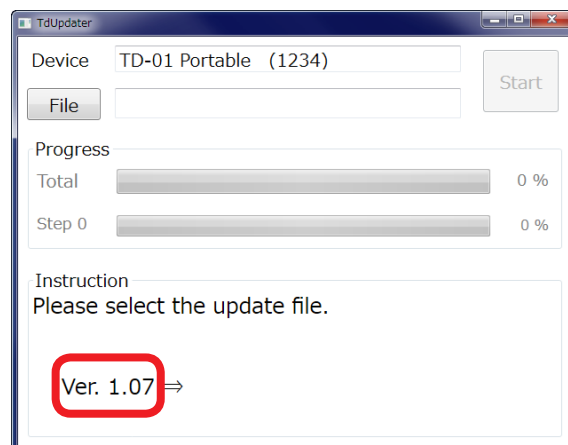 TdUpdater
Device TD-01 Portable (1234)
Start
File
Progress
Total 0 %
Step 0 0 %
Instruction
Please select the update file.
Ver. 1.07 ⇒